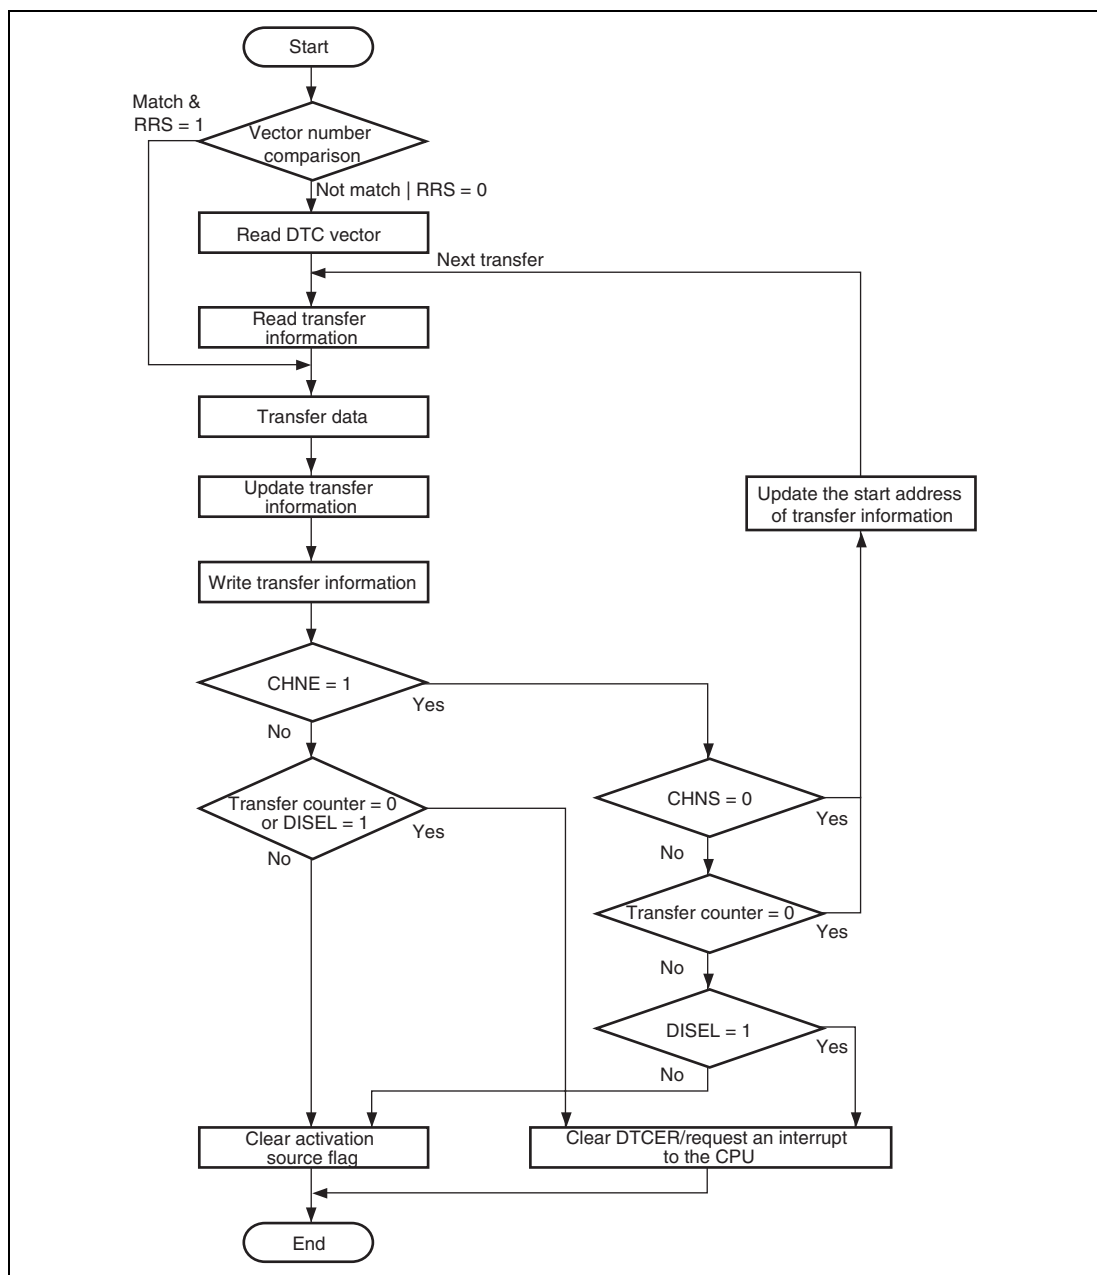 Start
Match &
RRS = 1
Vector number
comparison
Not match | RRS = 0
Read DTC vector
Next transfer
Read transfer
information
Transfer data
Update transfer
information
Update the start address
of transfer information
Write transfer information
CHNE = 1
Yes
No
Transfer counter = 0
or DISEL = 1
Yes
No
CHNS = 0
Yes
No
Transfer counter = 0
Yes
No
DISEL = 1
Yes
No
Clear activation
source flag
Clear DTCER/request an interrupt
to the CPU
End